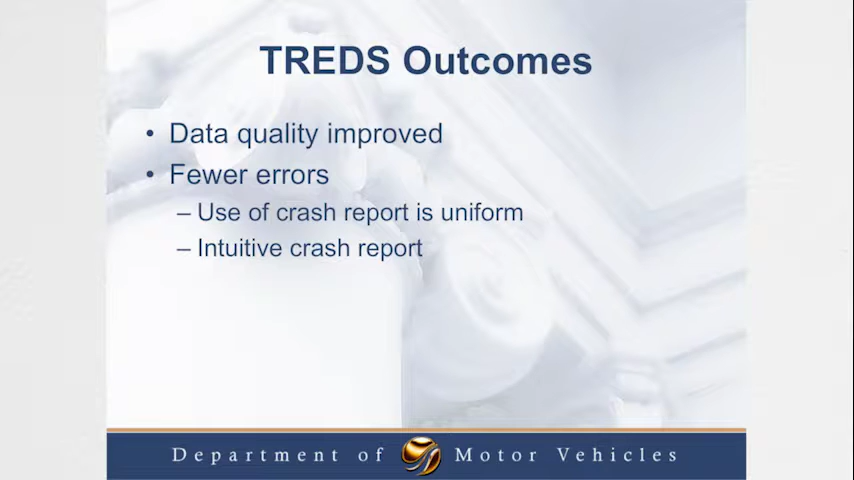 TREDS Outcomes
• Data quality improved
• Fewer errors
– Use of crash report is uniform
– Intuitive crash report
Department of Motor Vehicles